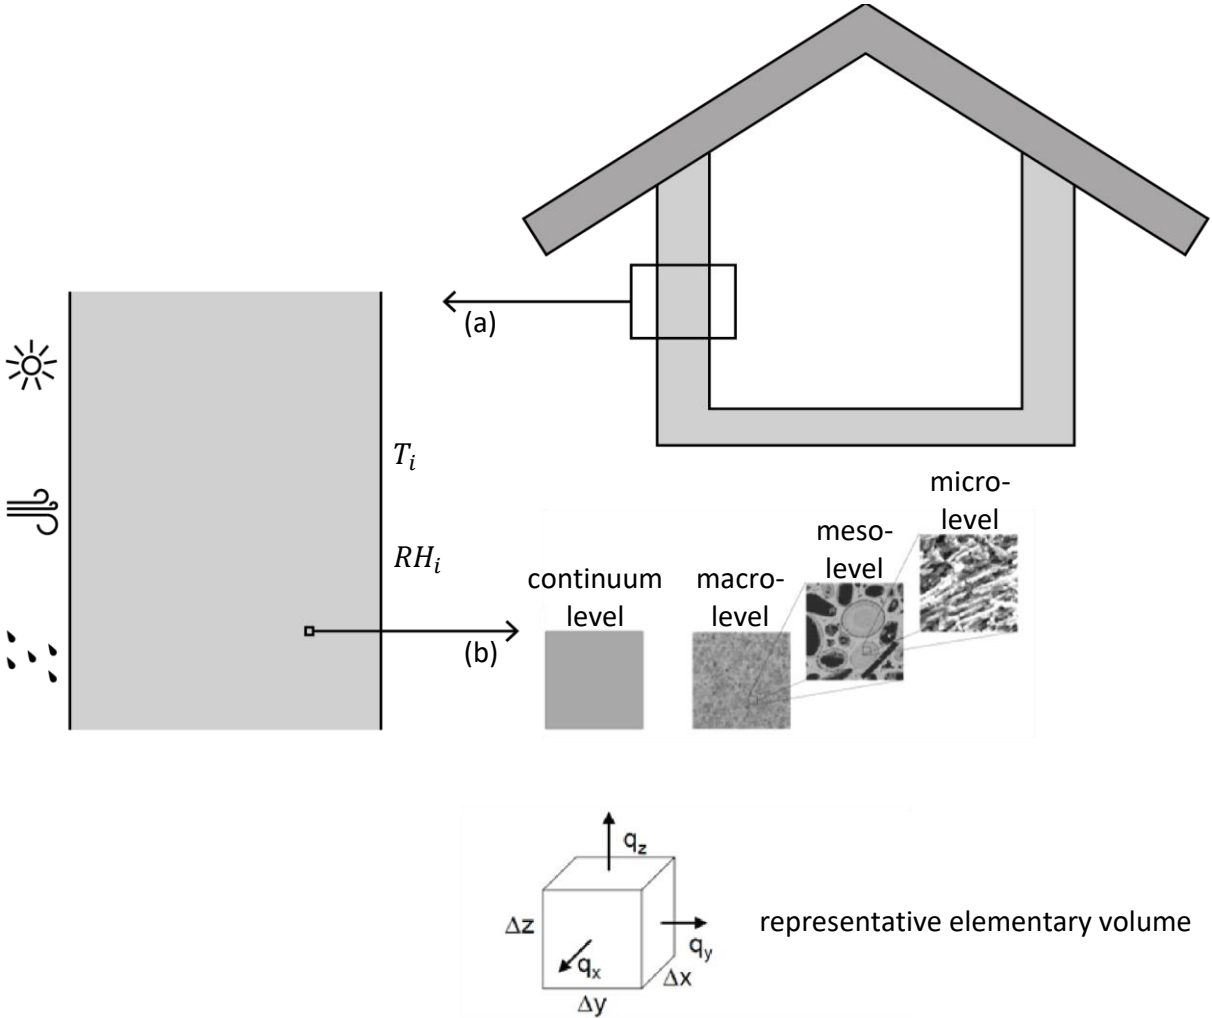 (a)
T_i
RH_i
(b)
continuum
level
macro-
level
meso-
level
micro-
level
q_z
Δz
q_y
q_x
Δx
Δy
representative elementary volume